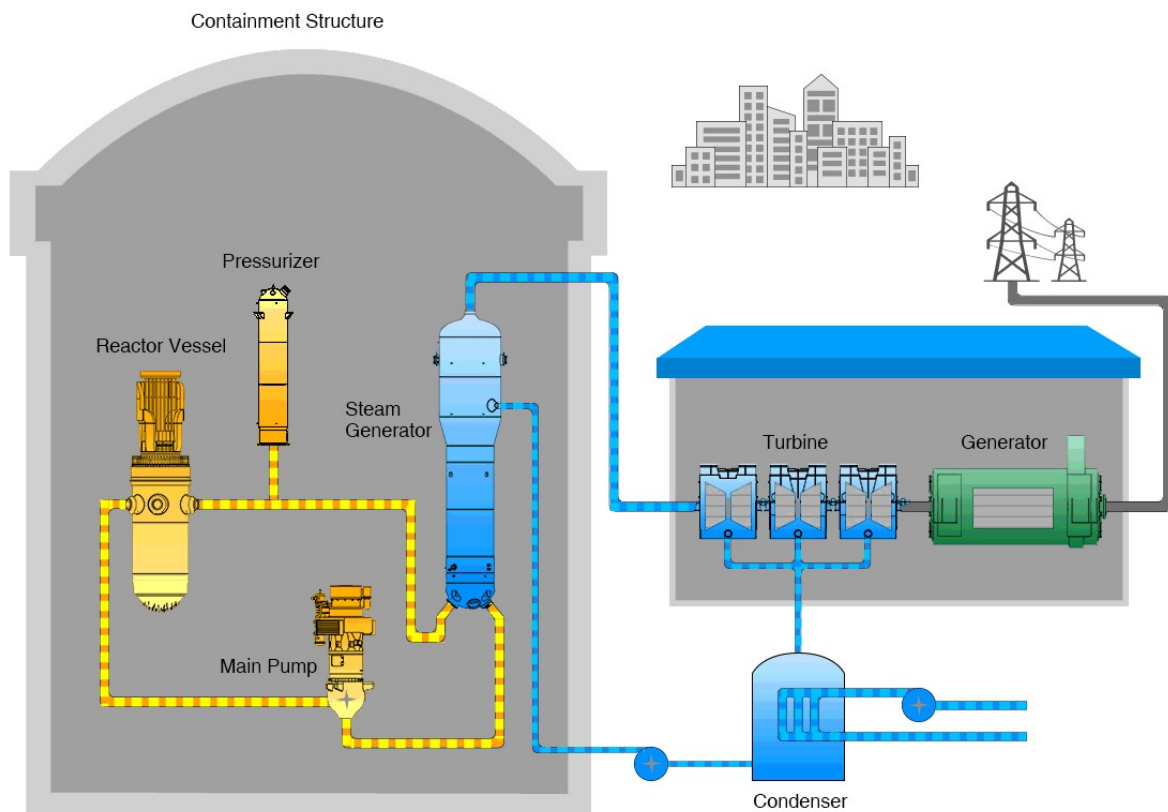 Containment Structure
Pressurizer
Reactor Vessel
Steam
Generator
Turbine
Generator
Main Pump
Condenser